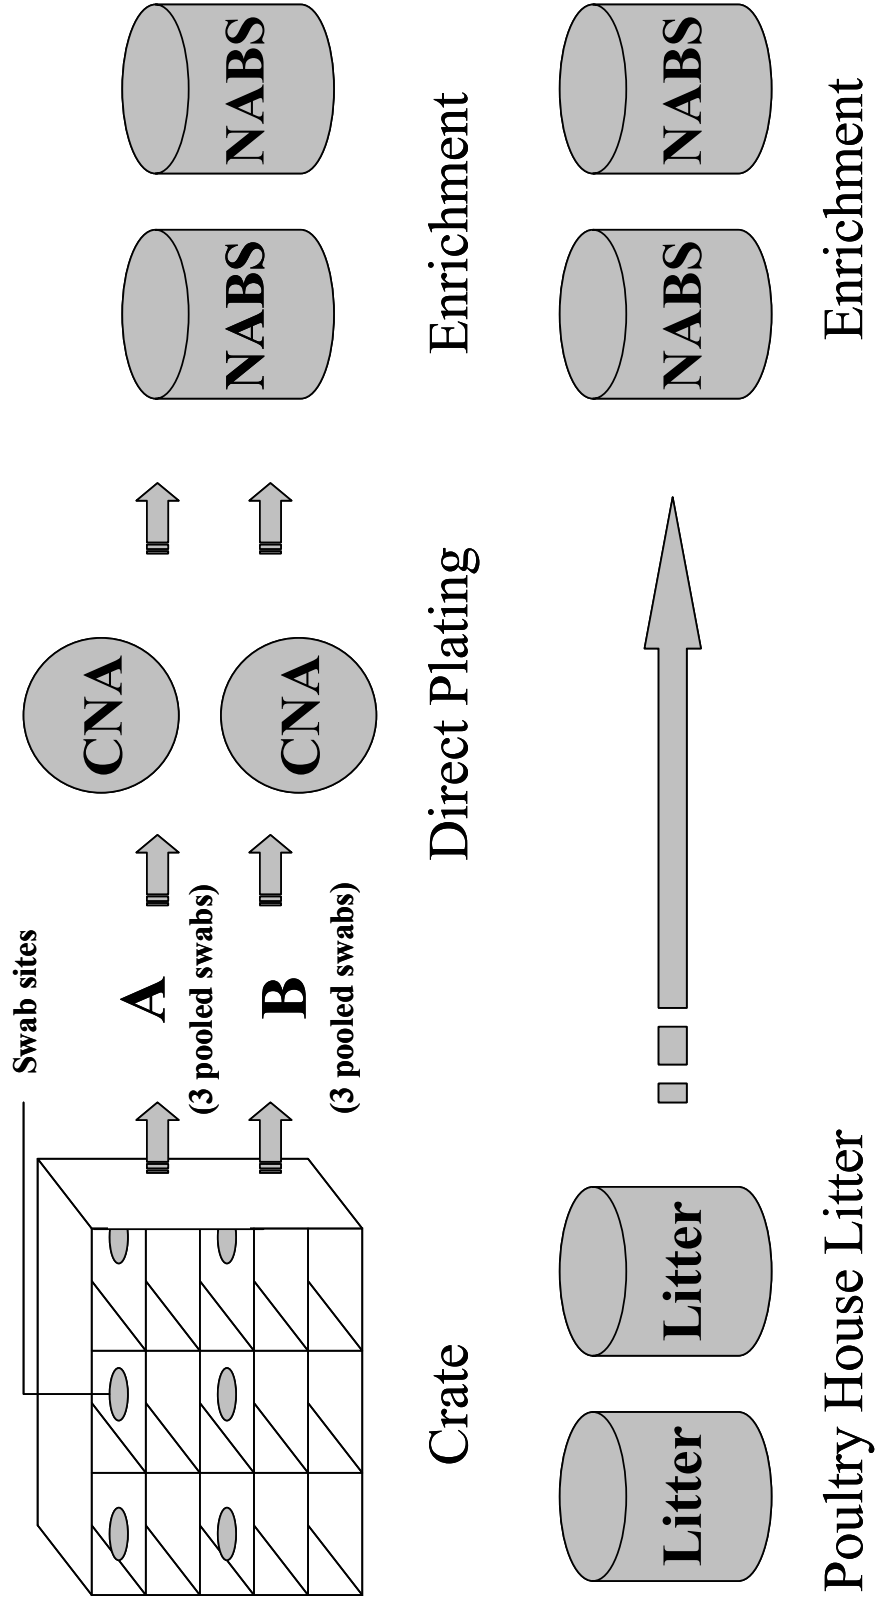 Swab sites
A
(3 pooled swabs)
B
(3 pooled swabs)
CNA
CNA
NABS
NABS
Crate
Direct Plating
Enrichment
Litter
Litter
NABS
NABS
Poultry House Litter
Enrichment